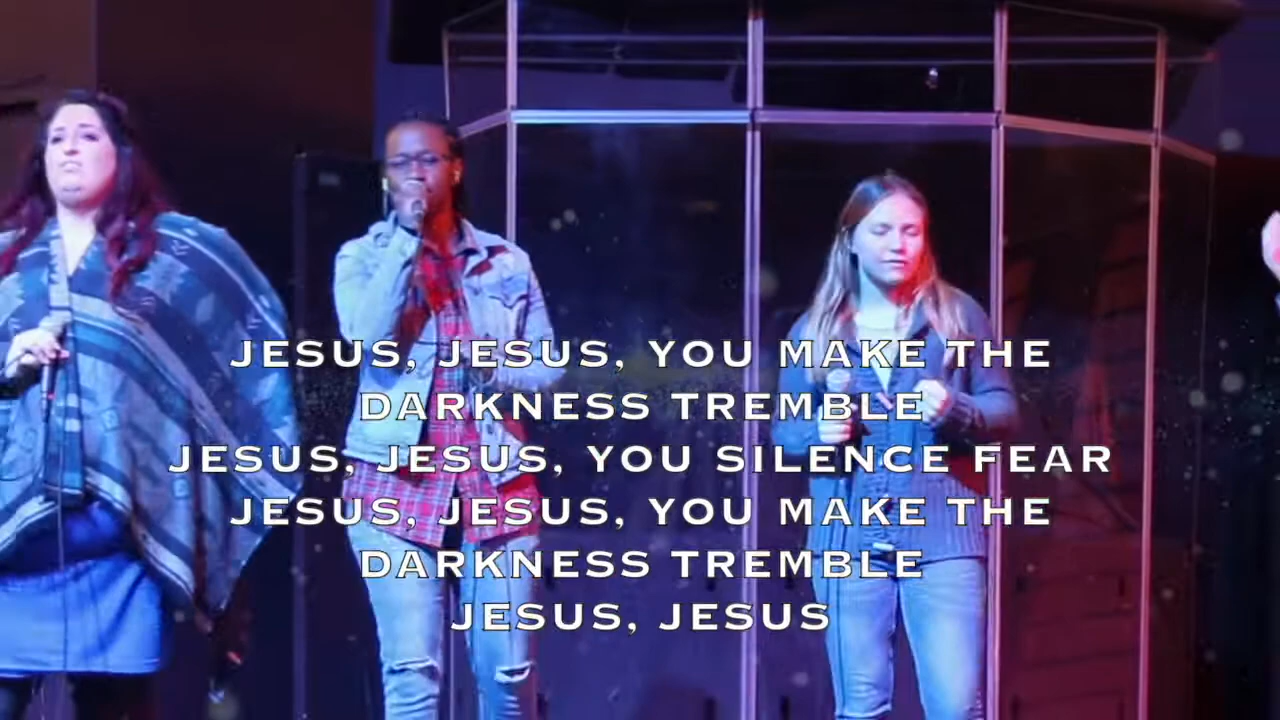 JESUS, JESUS, YOU MAKE THE
DARKNESS TREMBLE
JESUS, JESUS, YOU SILENCE FEAR
JESUS, JESUS, YOU MAKE THE
DARKNESS TREMBLE
JESUS, JESUS